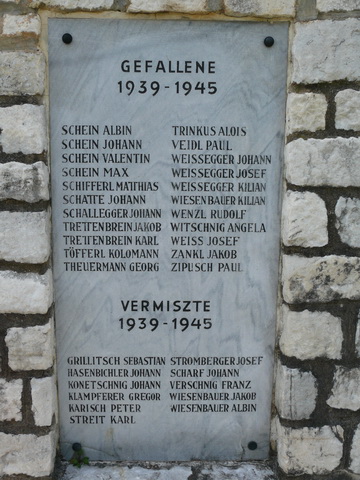 GEFALLENE
1939-1945
SCHEIN ALBIN TRINKUS ALOIS
SCHEIN JOHANN VEIDL PAUL
SCHEIN VALENTIN WEISSEGGER JOHANN
SCHEIN MAX WEISSEGGER JOSEF
SCHIFFERL MATTHIAS WEISSEGGER KILIAN
SCHATTE JOHANN WIESENBAUER KILIAN
SCHALLEGGER JOHANN WENZL RUDOLF
TRETTENBREIN JAKOB WITSCHNIG ANGELA
TRETTENBREIN KARL WEISS JOSEF
TÖFFERL KOLOMANN ZANKL JAKOB
THEUERMANN GEORG ZIPUSCH PAUL
VERMISZTE
1939-1945
GRILLITSCH SEBASTIAN STROMBERGER JOSEF
HASENBICHLER JOHANN SCHARF JOHANN
KONETSCHNIG JOHANN VERSCHNIG FRANZ
KLAMPFERER GREGOR WIESENBAUER JAKOB
KARISCH PETER WIESENBAUER ALBIN
STREIT KARL